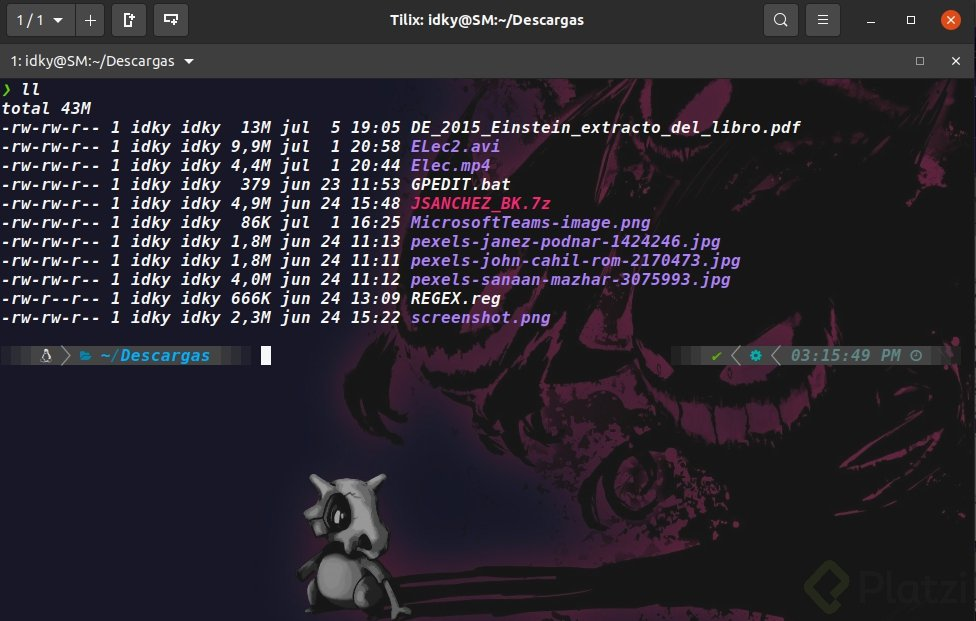 1 / 1
Tilix: idky@SM:~/Descargas
1: idky@SM:~/Descargas
❯ ll
total 43M
-rw-rw-r-- 1 idky idky  13M jul  5 19:05 DE_2015_Einstein_extracto_del_libro.pdf
-rw-rw-r-- 1 idky idky 9,9M jul  1 20:58 ELec2.avi
-rw-rw-r-- 1 idky idky 4,4M jul  1 20:44 Elec.mp4
-rw-rw-r-- 1 idky idky  379 jun 23 11:53 GPEDIT.bat
-rw-rw-r-- 1 idky idky 4,9M jun 24 15:48 JSANCHEZ_BK.7z
-rw-rw-r-- 1 idky idky  86K jul  1 16:25 MicrosoftTeams-image.png
-rw-rw-r-- 1 idky idky 1,8M jun 24 11:13 pexels-janez-podnar-1424246.jpg
-rw-rw-r-- 1 idky idky 1,8M jun 24 11:11 pexels-john-cahil-rom-2170473.jpg
-rw-rw-r-- 1 idky idky 4,0M jun 24 11:12 pexels-sanaan-mazhar-3075993.jpg
-rw-r--r-- 1 idky idky 666K jun 24 13:09 REGEX.reg
-rw-rw-r-- 1 idky idky 2,3M jun 24 15:22 screenshot.png
~/Descargas 03:15:49 PM
Platzi